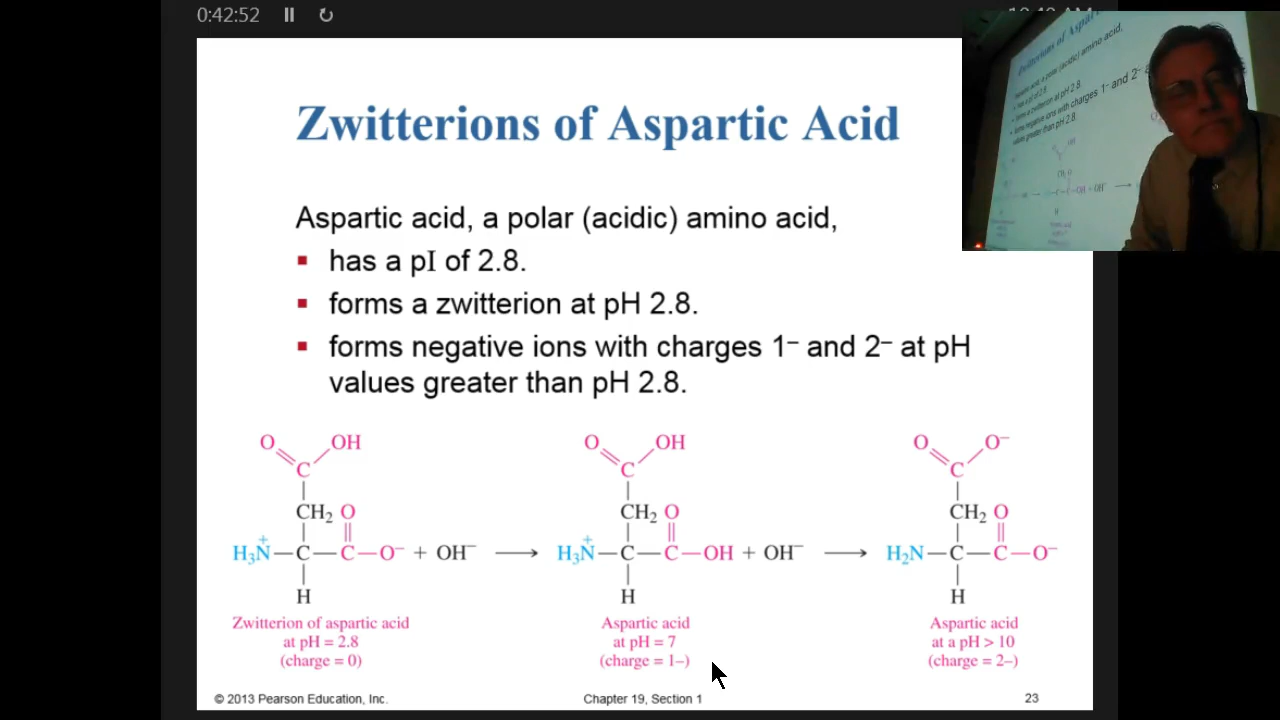 0:42:52
Zwitterions of Aspartic Acid
Aspartic acid, a polar (acidic) amino acid,
▪ has a pI of 2.8.
▪ forms a zwitterion at pH 2.8.
▪ forms negative ions with charges 1⁻ and 2⁻ at pH
values greater than pH 2.8.
O OH O OH O O⁻
C C C
CH₂ O CH₂ O CH₂ O
H₃N⁺—C—C—O⁻ + OH⁻ ⟶ H₃N⁺—C—C—OH + OH⁻ ⟶ H₂N—C—C—O⁻
H H H
Zwitterion of aspartic acid Aspartic acid Aspartic acid
at pH = 2.8 at pH = 7 at a pH > 10
(charge = 0) (charge = 1–) (charge = 2–)
© 2013 Pearson Education, Inc. Chapter 19, Section 1 23